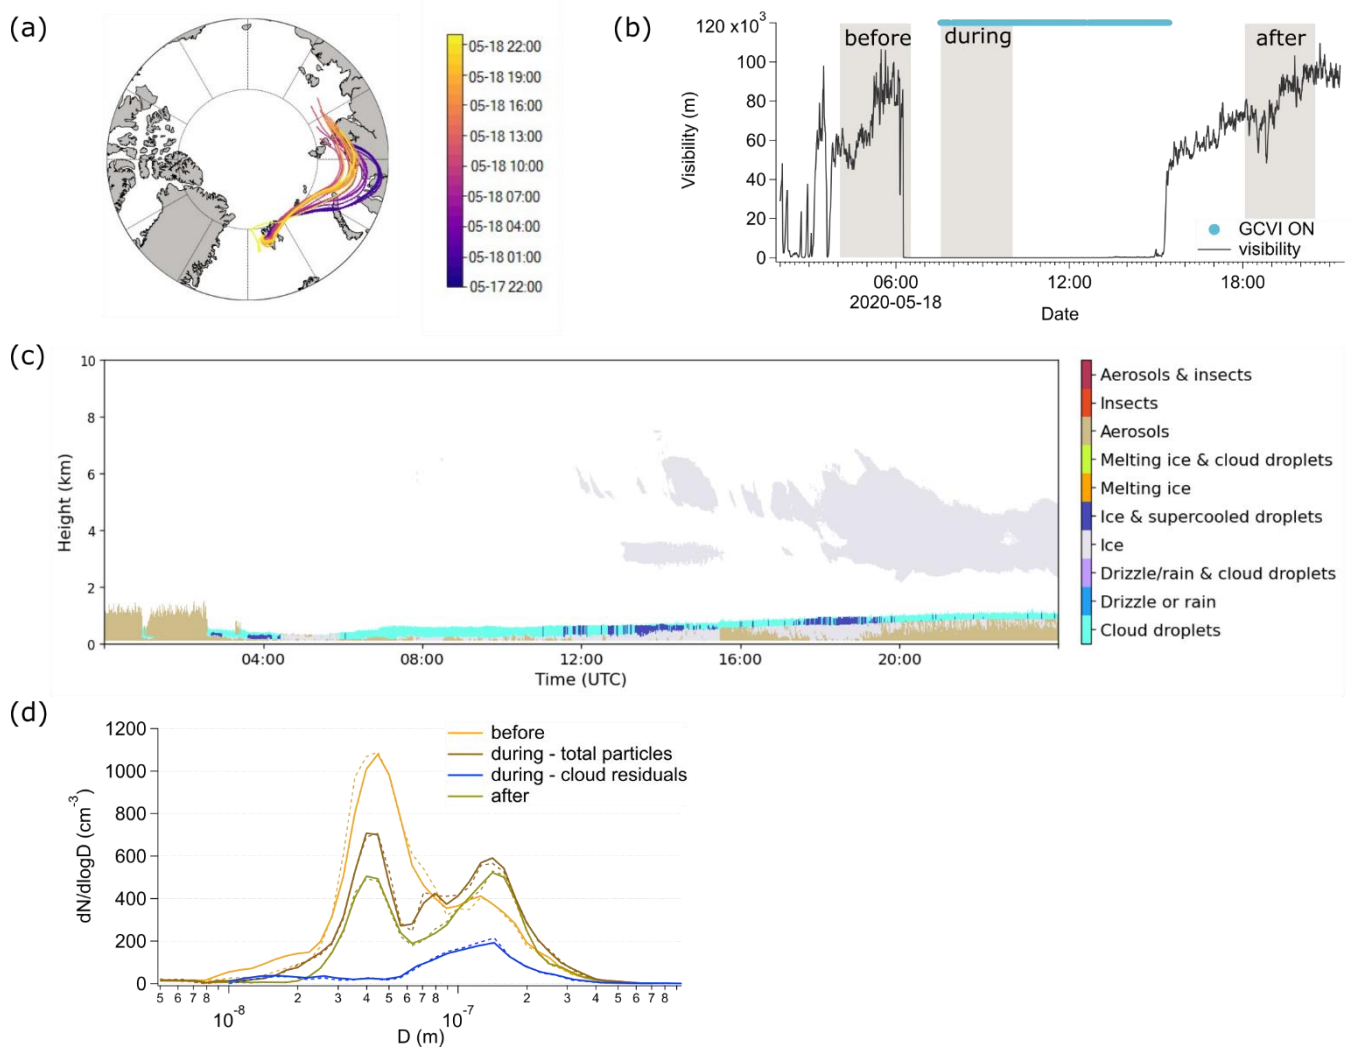 (a)
05-18 22:00
05-18 19:00
05-18 16:00
05-18 13:00
05-18 10:00
05-18 07:00
05-18 04:00
05-18 01:00
05-17 22:00
(b)
120 x10³
100
80
60
40
20
0
Visibility (m)
before
during
after
GCVI ON
visibility
06:00
12:00
18:00
2020-05-18
Date
(c)
10
8
6
4
2
0
Height (km)
04:00
08:00
12:00
16:00
20:00
Time (UTC)
Aerosols & insects
Insects
Aerosols
Melting ice & cloud droplets
Melting ice
Ice & supercooled droplets
Ice
Drizzle/rain & cloud droplets
Drizzle or rain
Cloud droplets
(d)
1200
1000
800
600
400
200
0
dN/dlogD (cm⁻³)
before
during - total particles
during - cloud residuals
after
5 6 7 8 2 3 4 5 6 7 8 2 3 4 5 6 7 8
10⁻⁸
10⁻⁷
D (m)